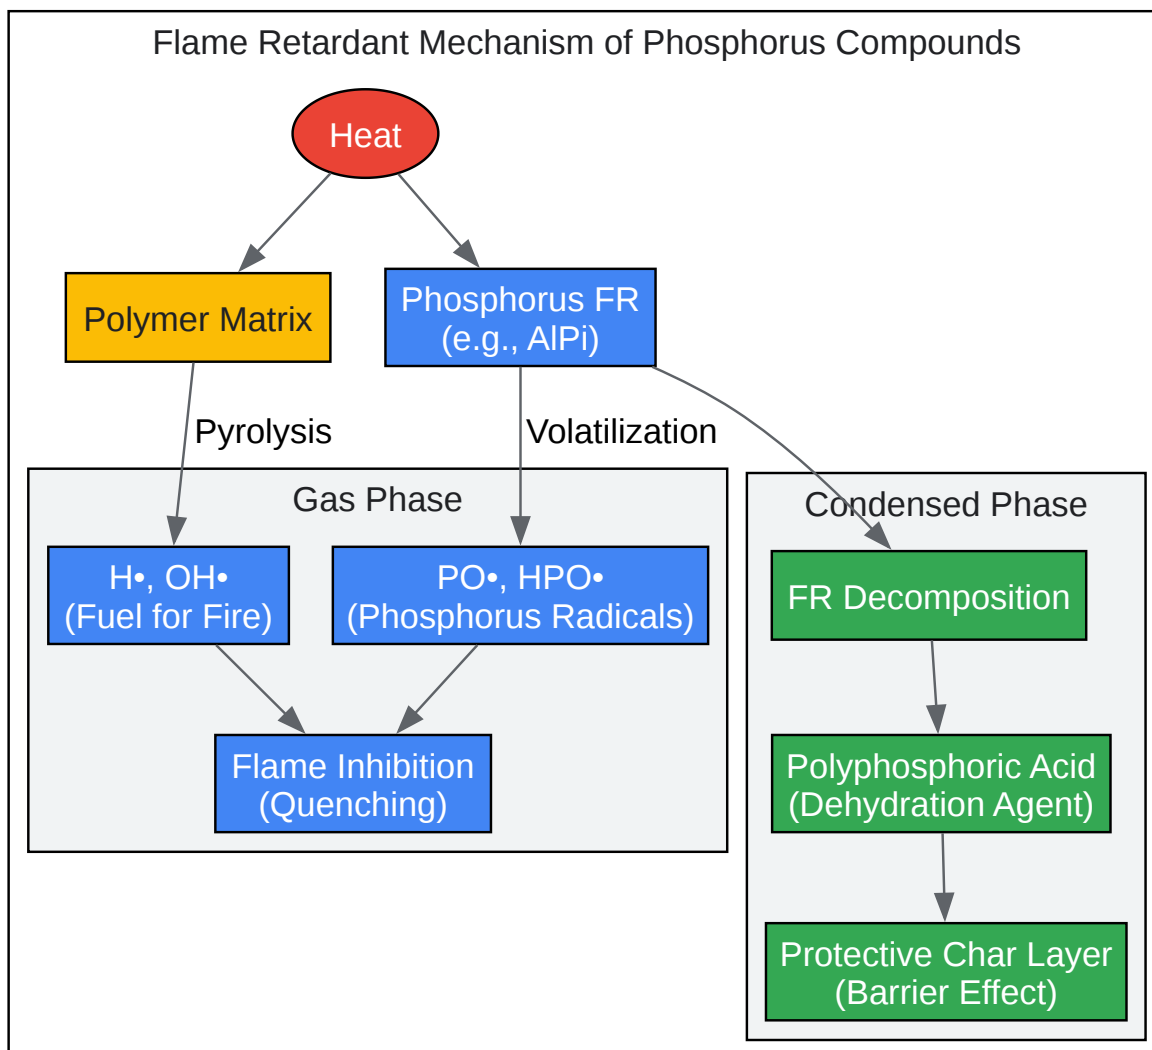 Flame Retardant Mechanism of Phosphorus Compounds
Heat
Polymer Matrix
Phosphorus FR
(e.g., AlPi)
Pyrolysis
Volatilization
Gas Phase
Condensed Phase
H•, OH•
(Fuel for Fire)
PO•, HPO•
(Phosphorus Radicals)
FR Decomposition
Flame Inhibition
(Quenching)
Polyphosphoric Acid
(Dehydration Agent)
Protective Char Layer
(Barrier Effect)